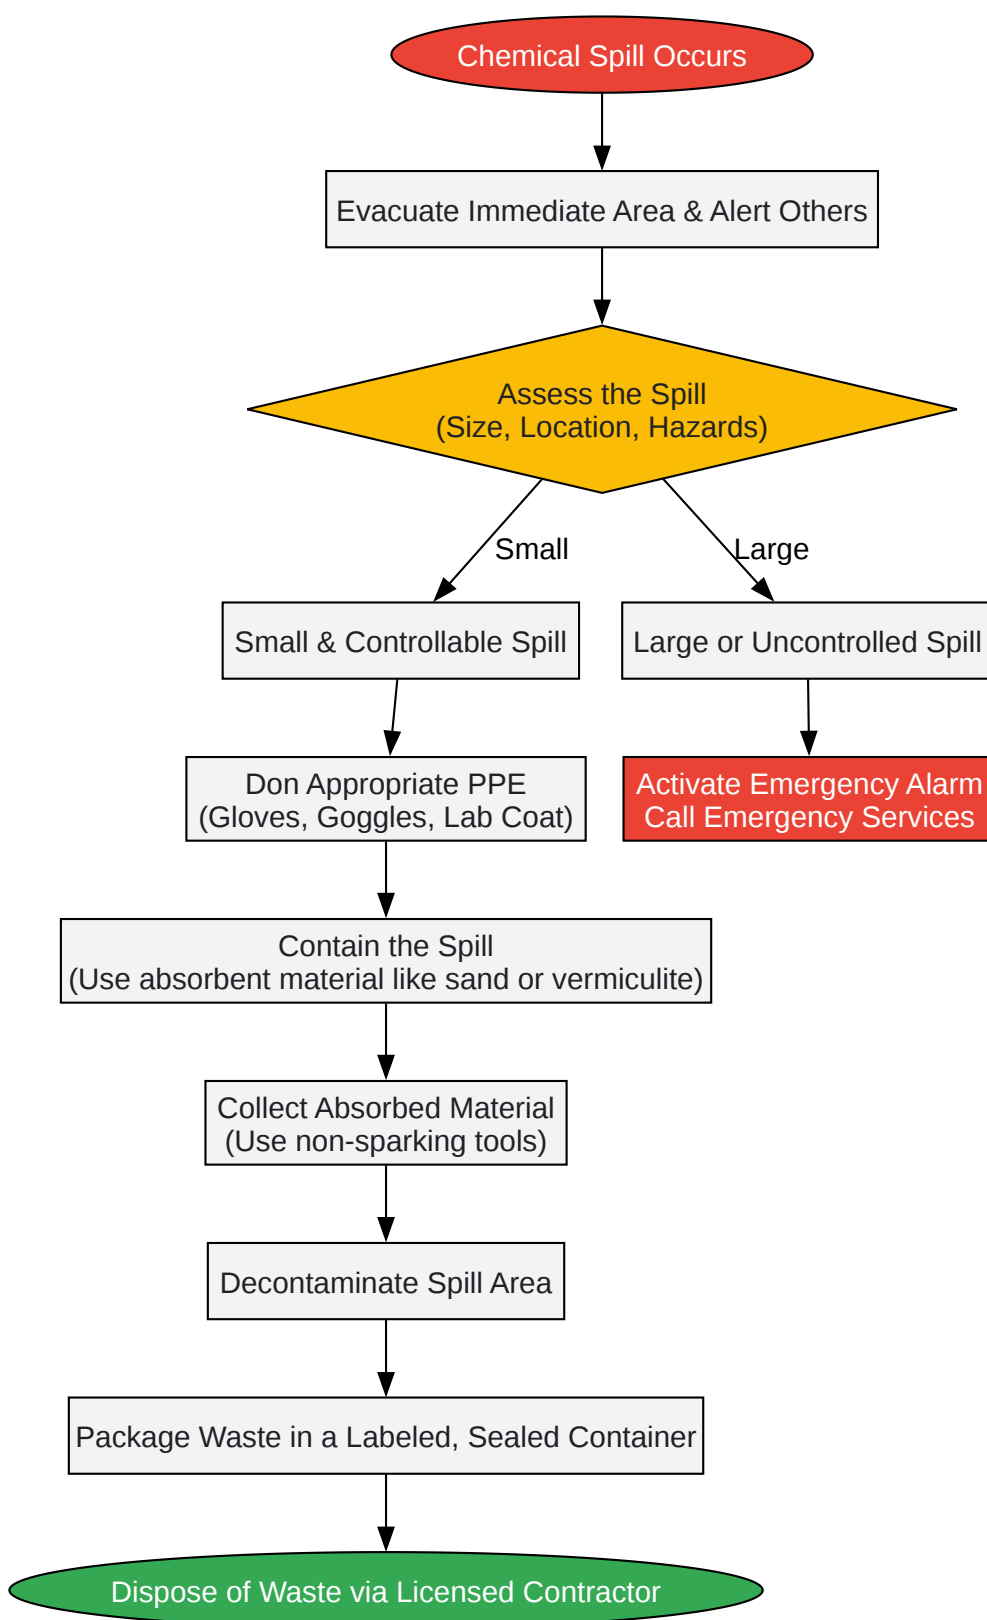 Chemical Spill Occurs
Evacuate Immediate Area & Alert Others
Assess the Spill
(Size, Location, Hazards)
Small
Large
Small & Controllable Spill
Large or Uncontrolled Spill
Don Appropriate PPE
(Gloves, Goggles, Lab Coat)
Activate Emergency Alarm
Call Emergency Services
Contain the Spill
(Use absorbent material like sand or vermiculite)
Collect Absorbed Material
(Use non-sparking tools)
Decontaminate Spill Area
Package Waste in a Labeled, Sealed Container
Dispose of Waste via Licensed Contractor